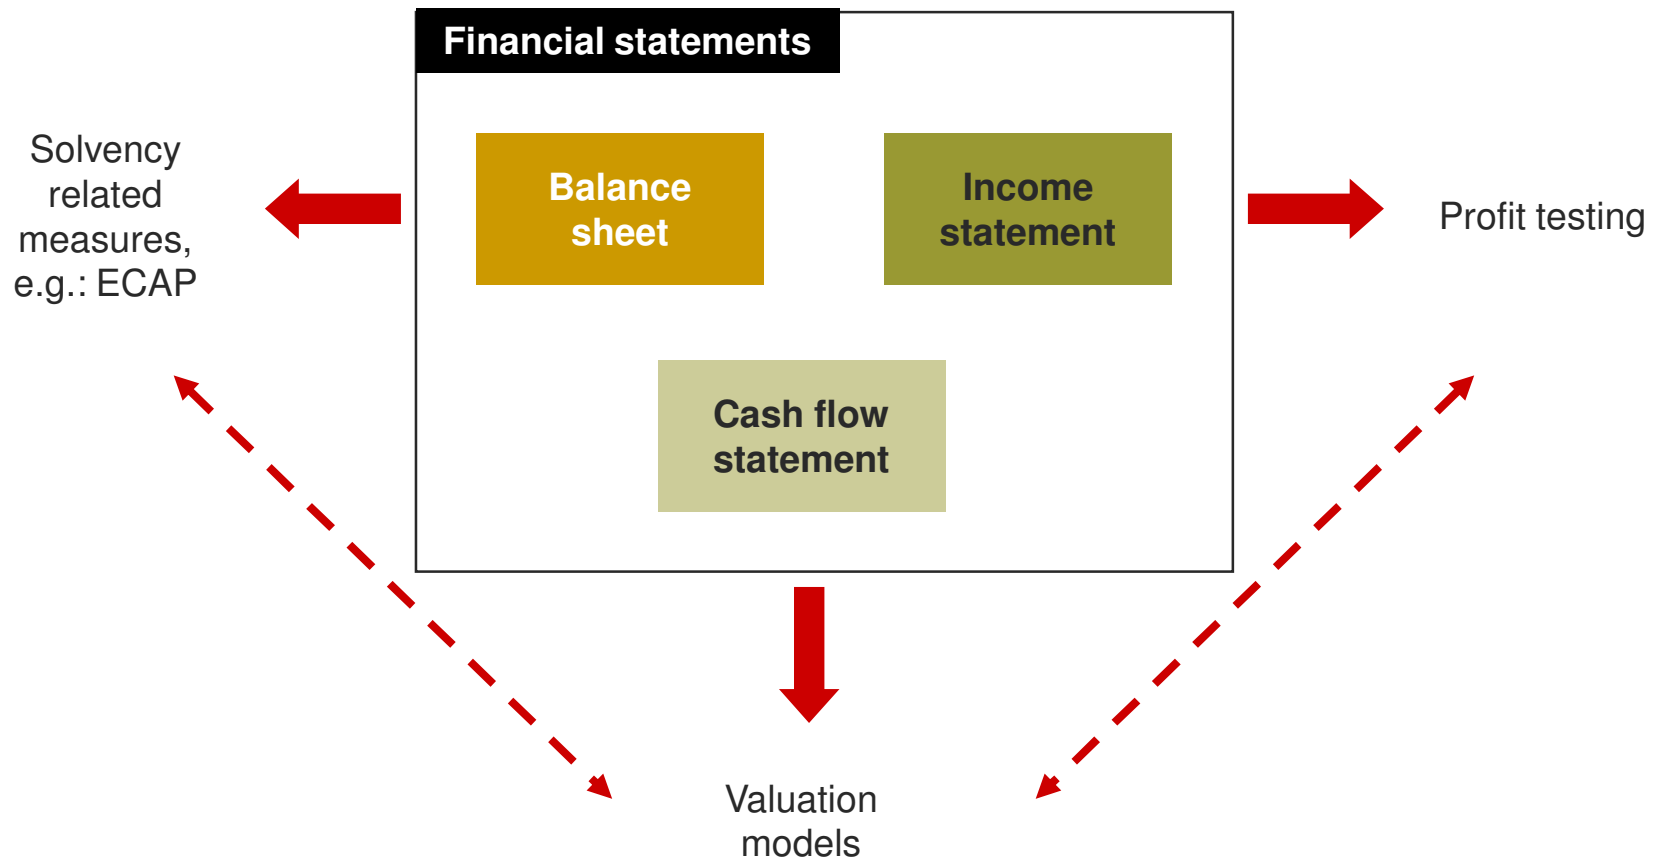 Financial statements
Solvency
related
measures,
e.g.: ECAP
Balance
sheet
Income
statement
Profit testing
Cash flow
statement
Valuation
models